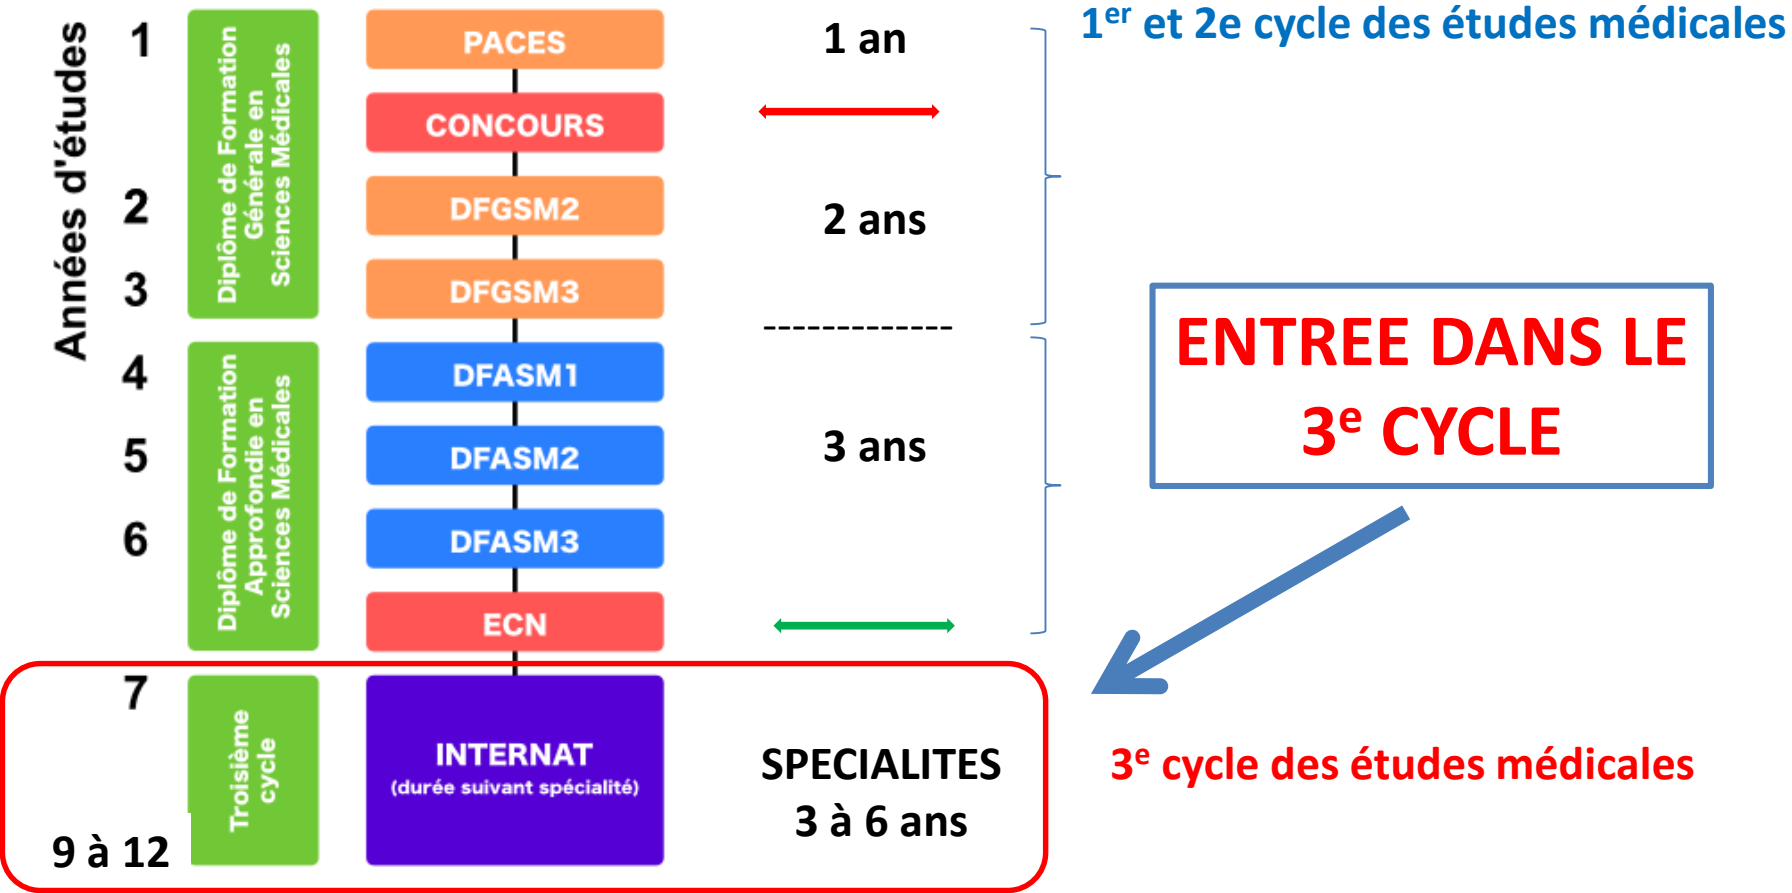 1er et 2e cycle des études médicales
Années d'études
1
Diplôme de Formation
Générale en
Sciences Médicales
PACES
1 an
CONCOURS
2
DFGSM2
2 ans
3
DFGSM3
ENTREE DANS LE
3e CYCLE
4
Diplôme de Formation
Approfondie en
Sciences Médicales
DFASM1
5
DFASM2
3 ans
6
DFASM3
ECN
7
Troisième
cycle
INTERNAT
(durée suivant spécialité)
SPECIALITES
3 à 6 ans
3e cycle des études médicales
9 à 12